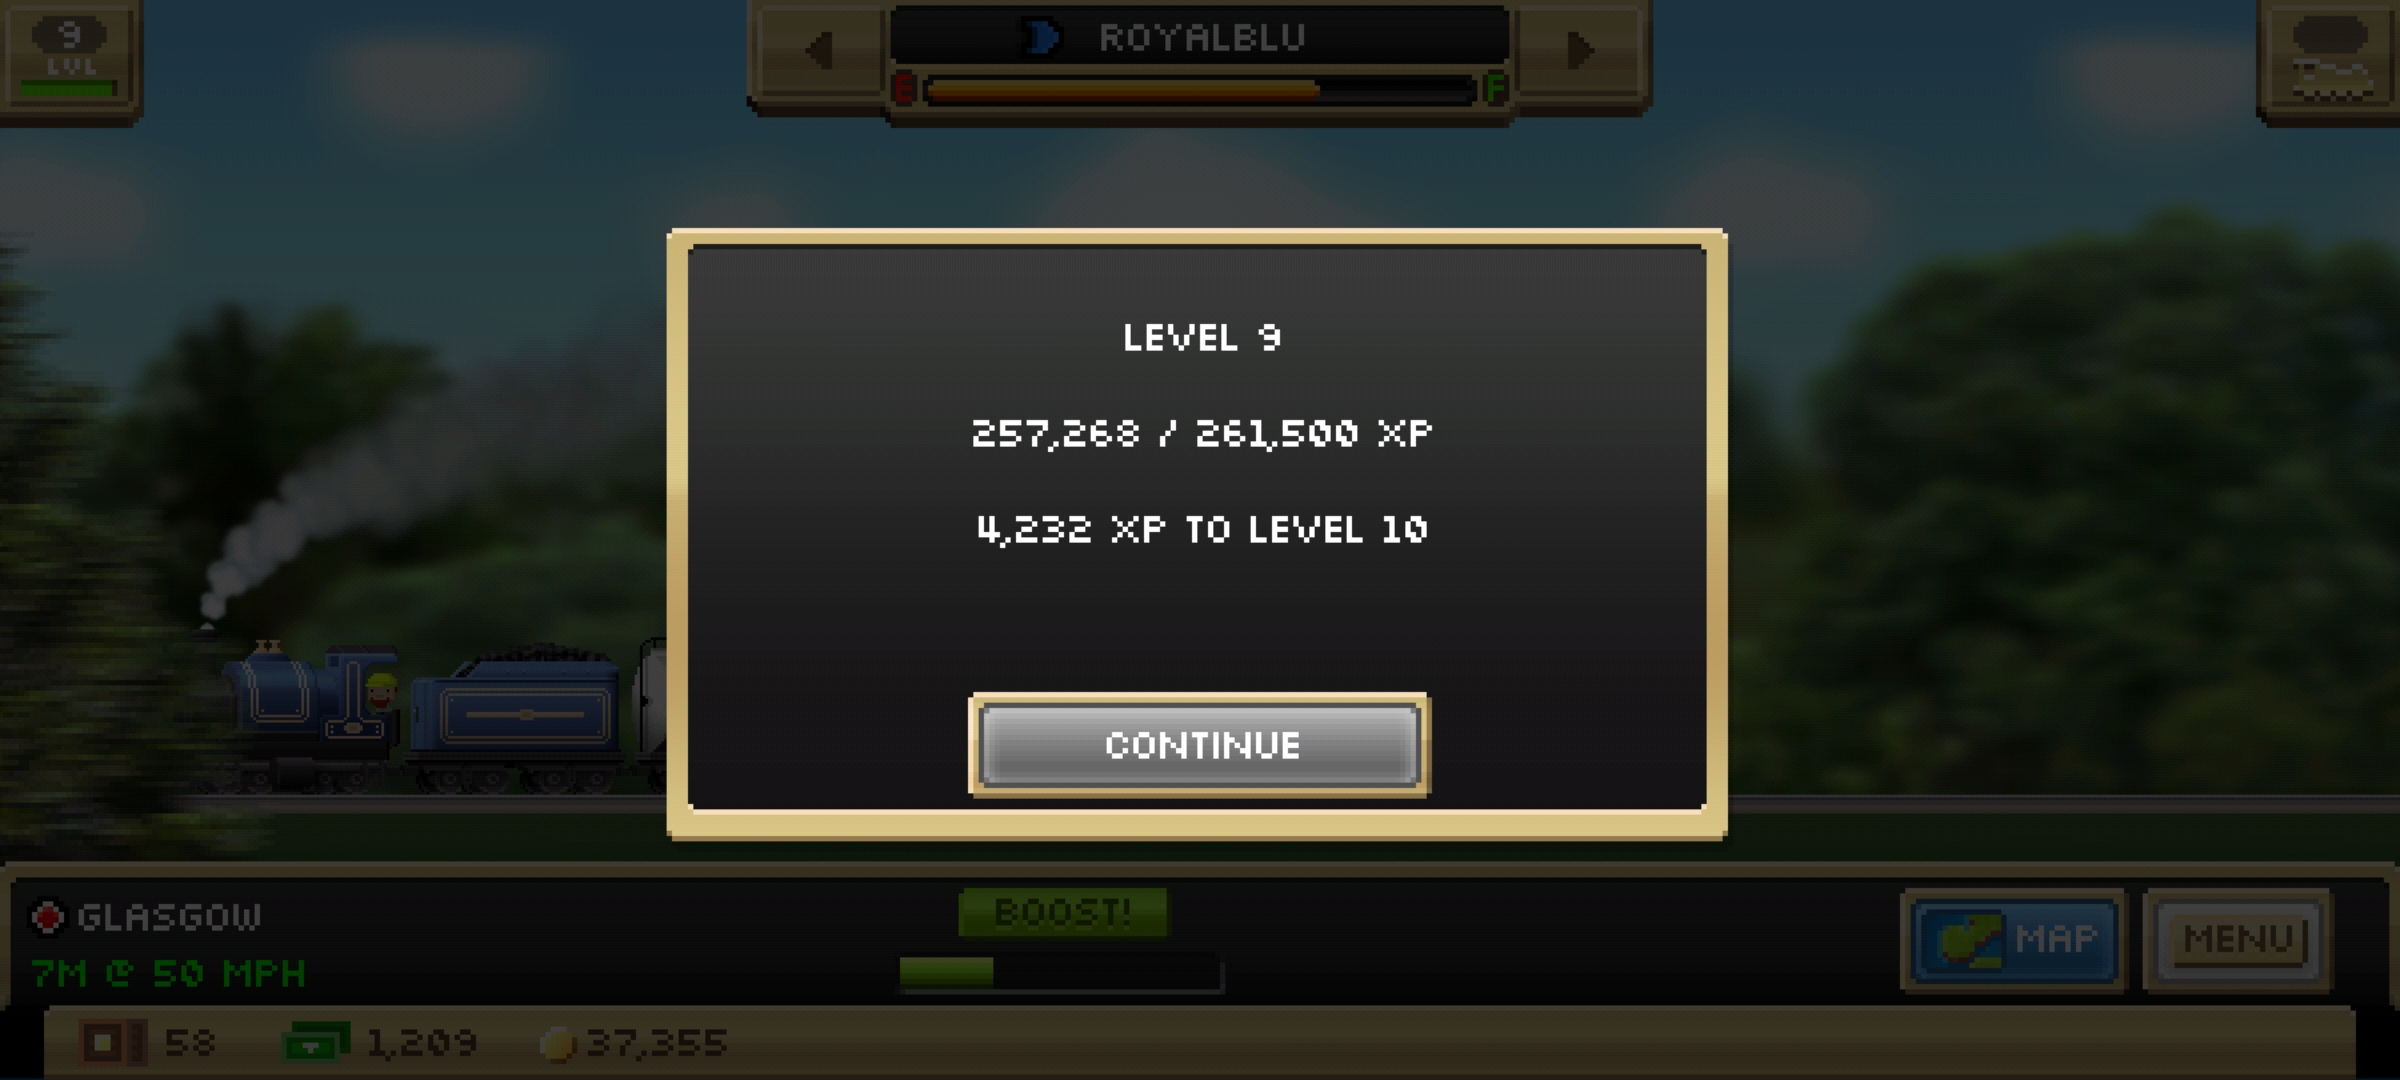 9
LVL
ROYALBLU
E F
LEVEL 9
257,268 / 261,500 XP
4,232 XP TO LEVEL 10
CONTINUE
GLASGOW
7M @ 50 MPH
BOOST!
MAP
MENU
58 1,209 37,355